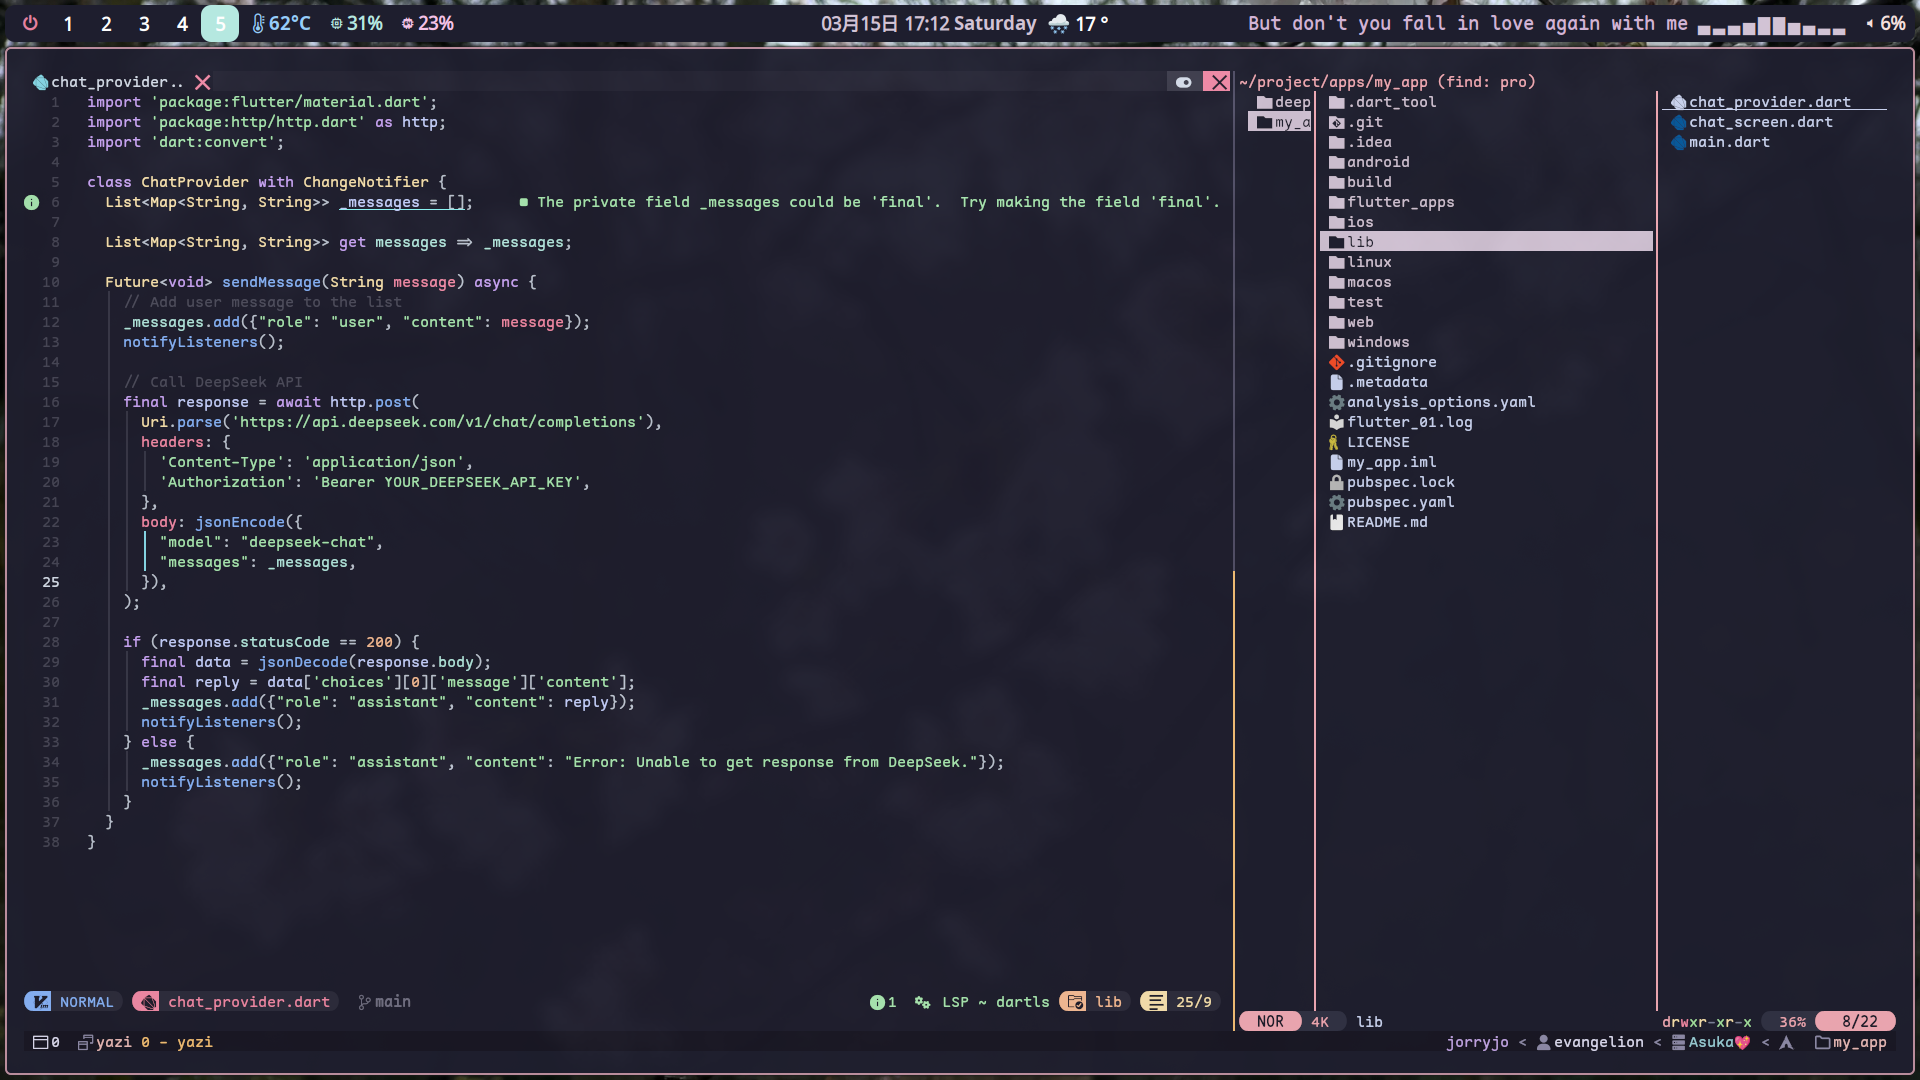 1 2 3 4 5 62°C 31% 23%
03月15日 17:12 Saturday 17 °
But don't you fall in love again with me 6%
chat_provider..
1 import 'package:flutter/material.dart';
2 import 'package:http/http.dart' as http;
3 import 'dart:convert';
4
5 class ChatProvider with ChangeNotifier {
6 List<Map<String, String>> _messages = []; ■ The private field _messages could be 'final'. Try making the field 'final'.
7
8 List<Map<String, String>> get messages => _messages;
9
10 Future<void> sendMessage(String message) async {
11 // Add user message to the list
12 _messages.add({"role": "user", "content": message});
13 notifyListeners();
14
15 // Call DeepSeek API
16 final response = await http.post(
17 Uri.parse('https://api.deepseek.com/v1/chat/completions'),
18 headers: {
19 'Content-Type': 'application/json',
20 'Authorization': 'Bearer YOUR_DEEPSEEK_API_KEY',
21 },
22 body: jsonEncode({
23 "model": "deepseek-chat",
24 "messages": _messages,
25 }),
26 );
27
28 if (response.statusCode == 200) {
29 final data = jsonDecode(response.body);
30 final reply = data['choices'][0]['message']['content'];
31 _messages.add({"role": "assistant", "content": reply});
32 notifyListeners();
33 } else {
34 _messages.add({"role": "assistant", "content": "Error: Unable to get response from DeepSeek."});
35 notifyListeners();
36 }
37 }
38 }
NORMAL chat_provider.dart main
1 LSP ~ dartls lib 25/9
~/project/apps/my_app (find: pro)
deep
my_a
.dart_tool
.git
.idea
android
build
flutter_apps
ios
lib
linux
macos
test
web
windows
.gitignore
.metadata
analysis_options.yaml
flutter_01.log
LICENSE
my_app.iml
pubspec.lock
pubspec.yaml
README.md
chat_provider.dart
chat_screen.dart
main.dart
NOR 4K lib
drwxr-xr-x 36% 8/22
0 yazi 0 - yazi
jorryjo < evangelion < Asuka💖 < my_app